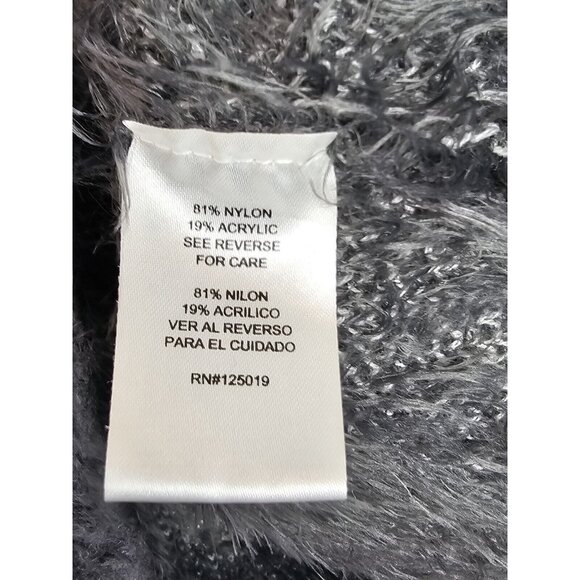 81% NYLON
19% ACRYLIC
SEE REVERSE
FOR CARE
81% NILON
19% ACRILICO
VER AL REVERSO
PARA EL CUIDADO
RN#125019